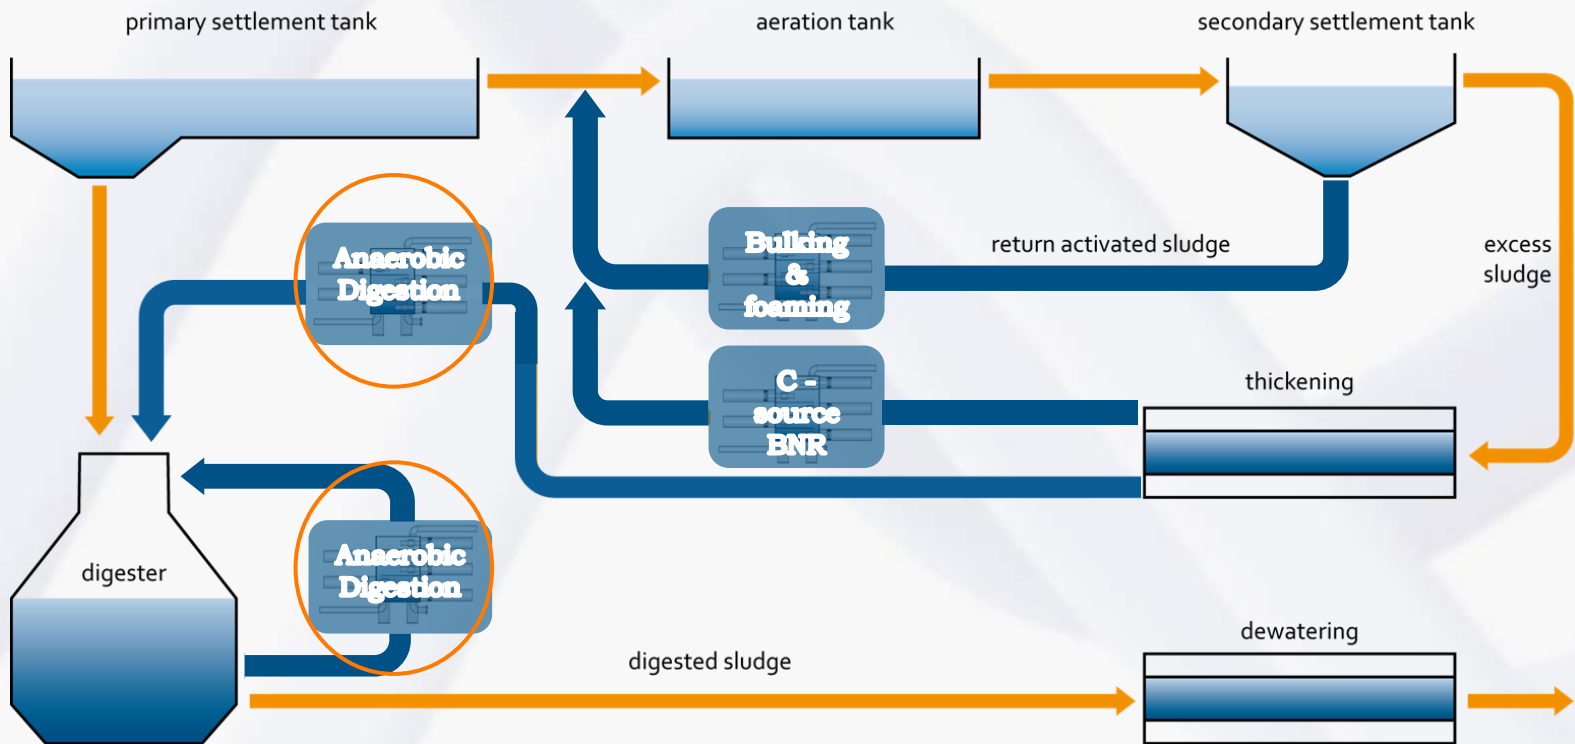 primary settlement tank
aeration tank
secondary settlement tank
Anaerobic
Digestion
Bulking
&
foaming
return activated sludge
excess
sludge
C -
source
BNR
thickening
digester
Anaerobic
Digestion
digested sludge
dewatering